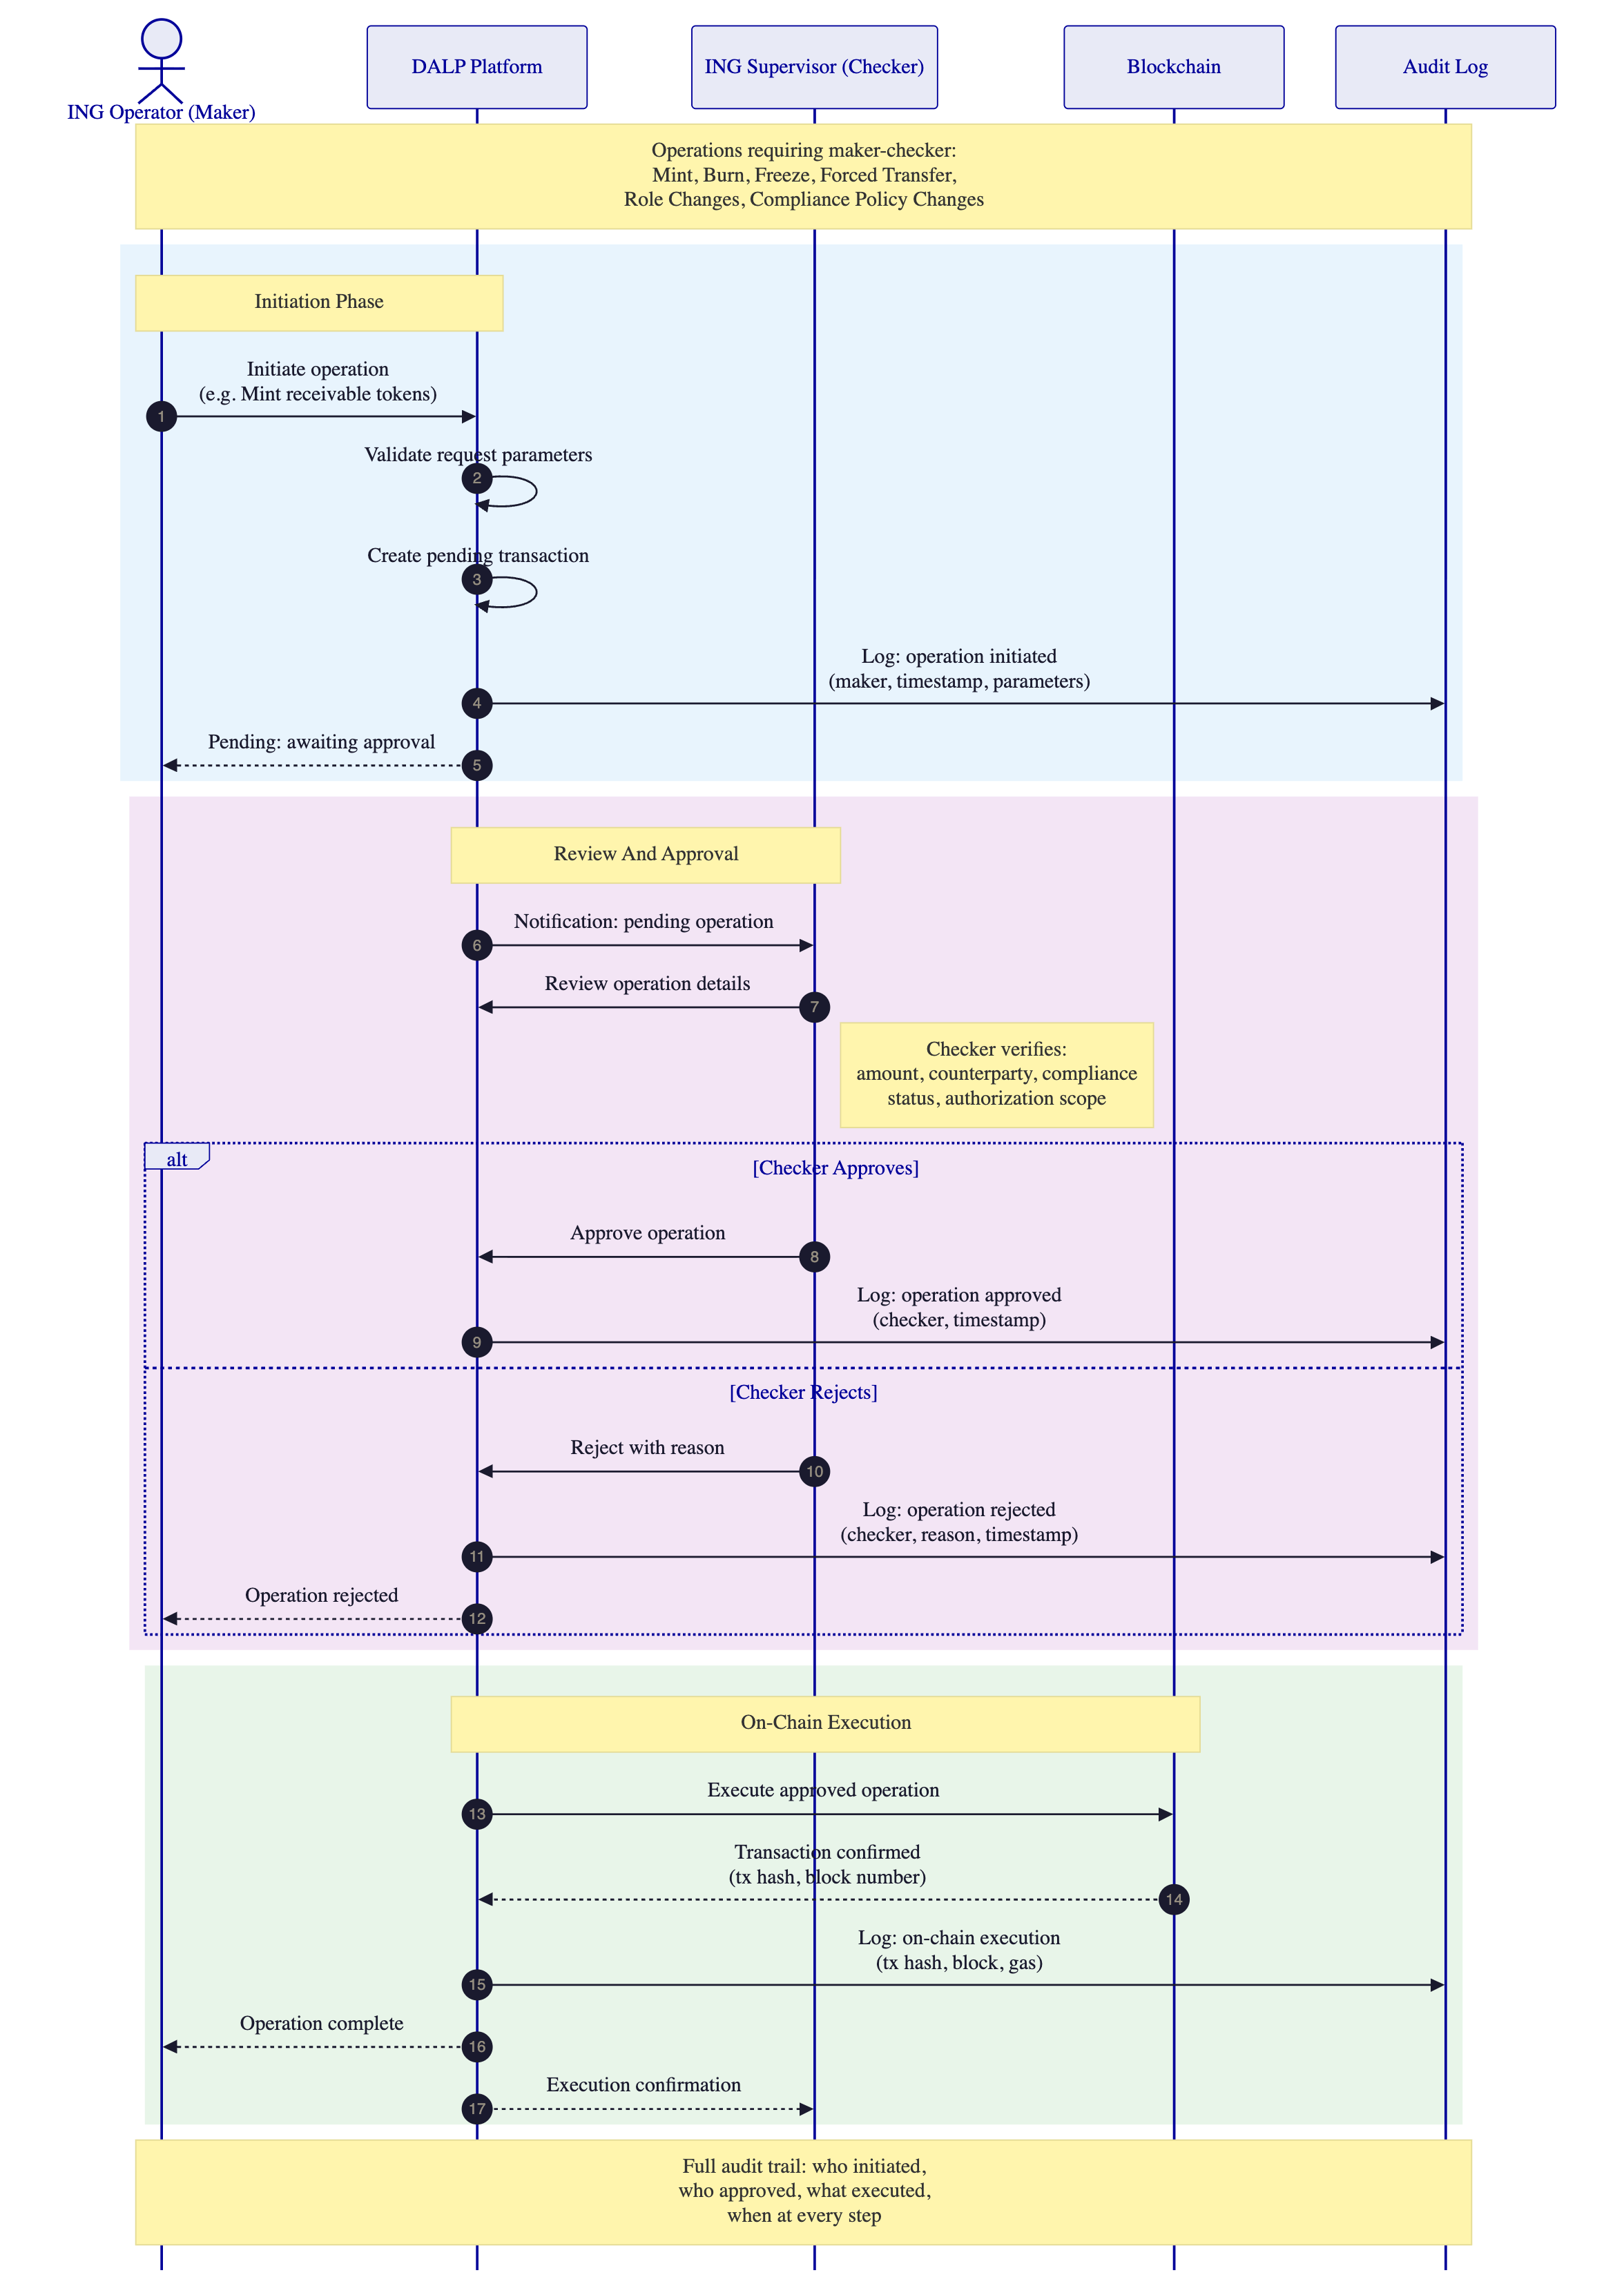 ING Operator (Maker)
DALP Platform
ING Supervisor (Checker)
Blockchain
Audit Log
Operations requiring maker-checker:
Mint, Burn, Freeze, Forced Transfer,
Role Changes, Compliance Policy Changes
Initiation Phase
Initiate operation
(e.g. Mint receivable tokens)
1
Validate request parameters
2
Create pending transaction
3
Log: operation initiated
(maker, timestamp, parameters)
4
Pending: awaiting approval
5
Review And Approval
Notification: pending operation
6
Review operation details
7
Checker verifies:
amount, counterparty, compliance
status, authorization scope
alt
[Checker Approves]
Approve operation
8
Log: operation approved
(checker, timestamp)
9
[Checker Rejects]
Reject with reason
10
Log: operation rejected
(checker, reason, timestamp)
11
Operation rejected
12
On-Chain Execution
Execute approved operation
13
Transaction confirmed
(tx hash, block number)
14
Log: on-chain execution
(tx hash, block, gas)
15
Operation complete
16
Execution confirmation
17
Full audit trail: who initiated,
who approved, what executed,
when at every step